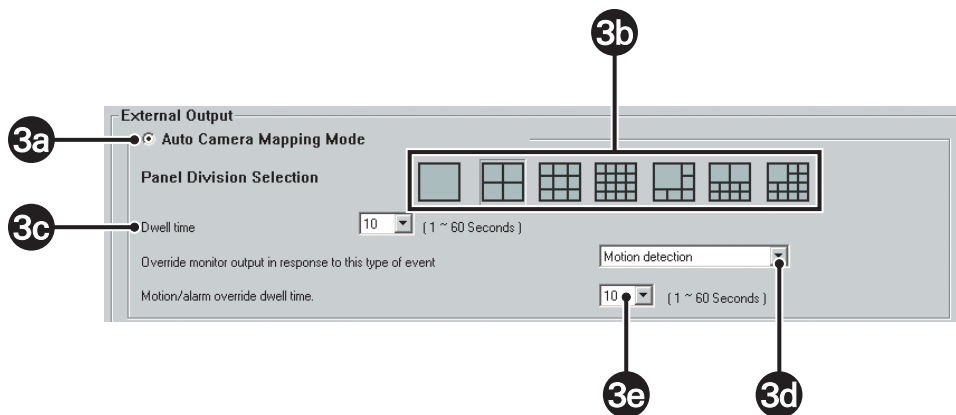 3b
External Output
3a
Auto Camera Mapping Mode
Panel Division Selection
3c
Dwell time
10
( 1 ~ 60 Seconds )
Override monitor output in response to this type of event
Motion detection
Motion/alarm override dwell time.
10
( 1 ~ 60 Seconds )
3e
3d